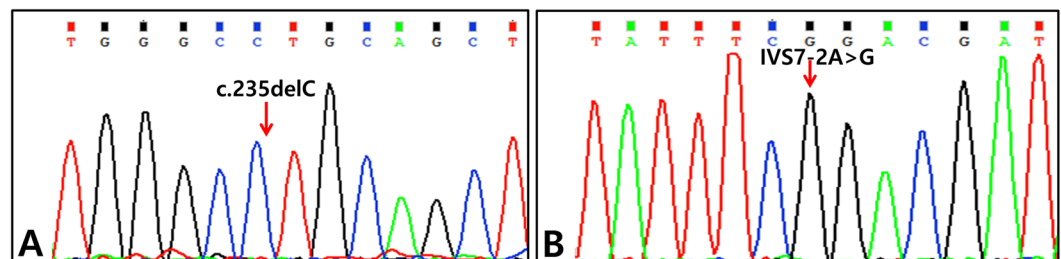 T G G G C C T G C A G C T
c.235delC
A
T A T T T C G G A C G A T
IVS7-2A>G
B